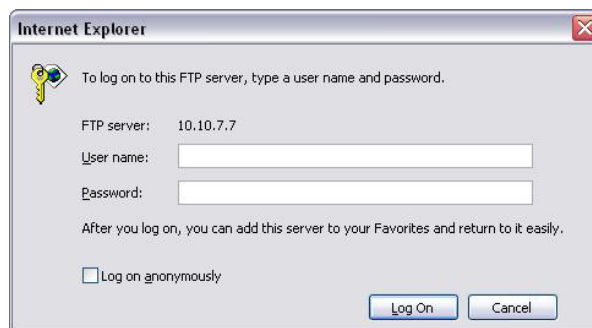 Internet Explorer
To log on to this FTP server, type a user name and password.
FTP server: 10.10.7.7
User name:
Password:
After you log on, you can add this server to your Favorites and return to it easily.
Log on anonymously
Log On Cancel